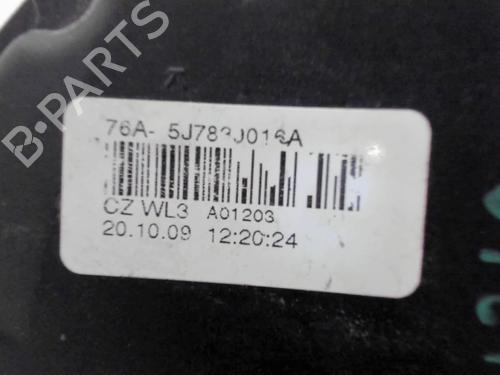 76A- 5J783J016A
CZ WL3 A01203
20.10.09 12:20:24
B-PARTS